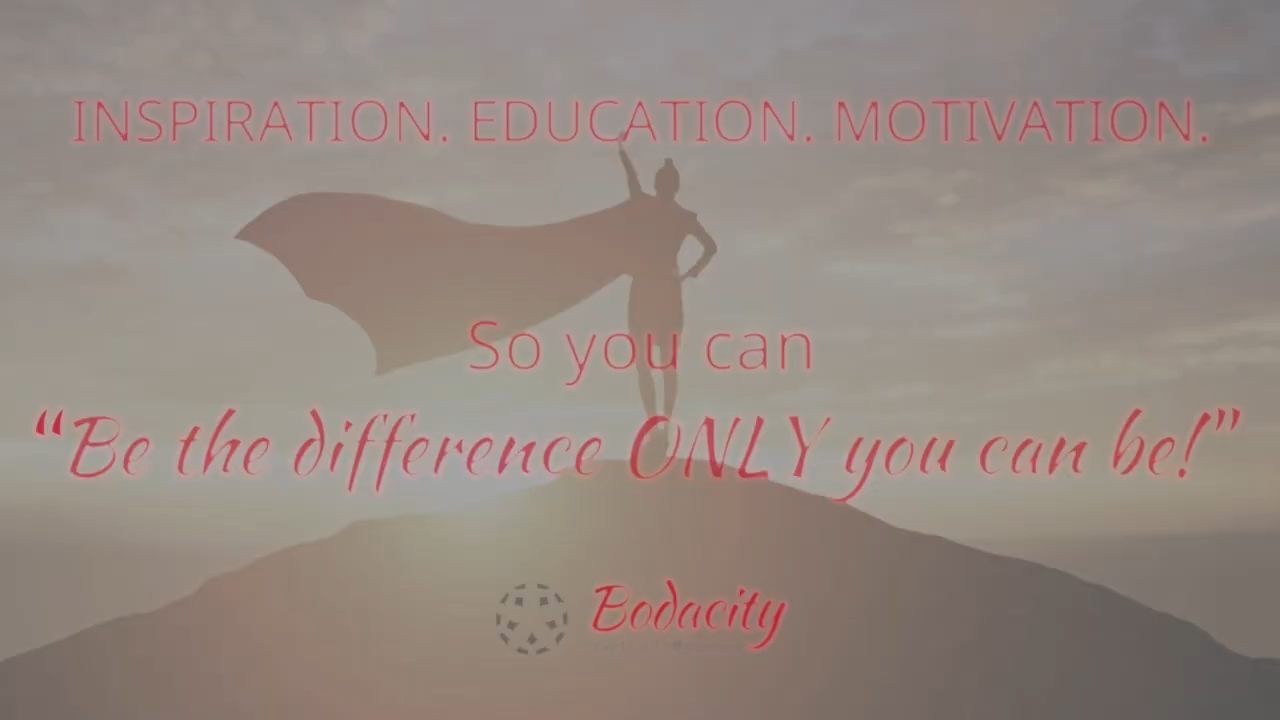 INSPIRATION. EDUCATION. MOTIVATION.
So you can
“Be the difference ONLY you can be!”
Bodacity